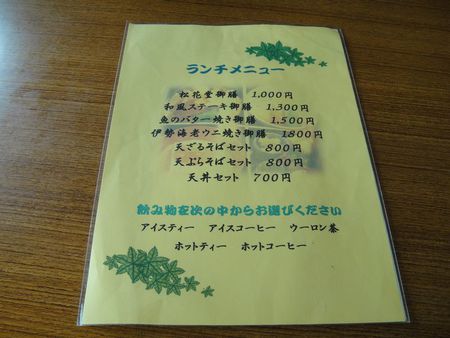 ランチメニュー
松花堂御膳 1,000円
和風ステーキ御膳 1,300円
魚のバター焼き御膳 1,500円
伊勢海老ウニ焼き御膳 1800円
天ざるそばセット 800円
天ぷらそばセット 800円
天丼セット 700円
飲み物を次の中からお選びください
アイスティー アイスコーヒー ウーロン茶
ホットティー ホットコーヒー